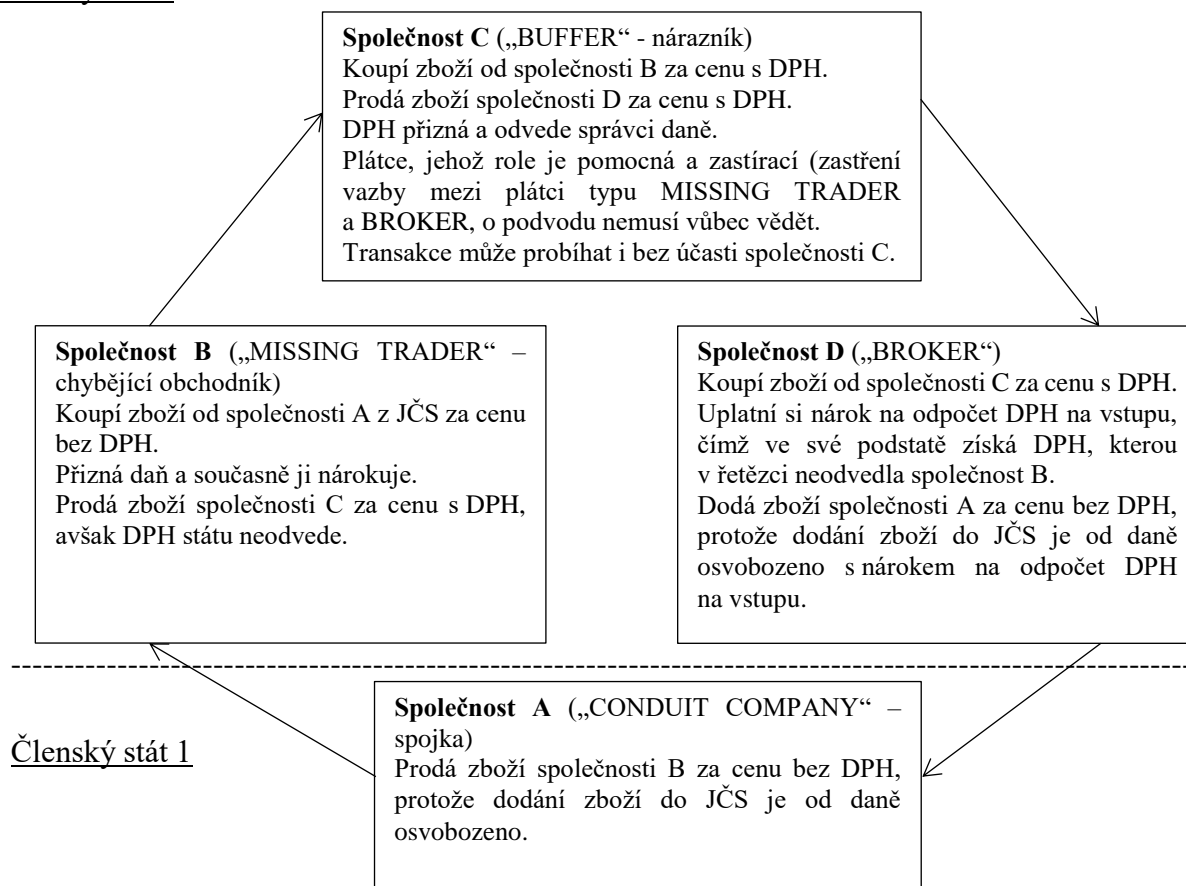 Společnost C („BUFFER“ - nárazník)
Koupí zboží od společnosti B za cenu s DPH.
Prodá zboží společnosti D za cenu s DPH.
DPH přizná a odvede správci daně.
Plátce, jehož role je pomocná a zastírací (zastření
vazby mezi plátci typu MISSING TRADER
a BROKER, o podvodu nemusí vůbec vědět.
Transakce může probíhat i bez účasti společnosti C.
Společnost B („MISSING TRADER“ –
chybějící obchodník)
Koupí zboží od společnosti A z JČS za cenu
bez DPH.
Přizná daň a současně ji nárokuje.
Prodá zboží společnosti C za cenu s DPH,
avšak DPH státu neodvede.
Společnost D („BROKER“)
Koupí zboží od společnosti C za cenu s DPH.
Uplatní si nárok na odpočet DPH na vstupu,
čímž ve své podstatě získá DPH, kterou
v řetězci neodvedla společnost B.
Dodá zboží společnosti A za cenu bez DPH,
protože dodání zboží do JČS je od daně
osvobozeno s nárokem na odpočet DPH
na vstupu.
Společnost A („CONDUIT COMPANY“ –
spojka)
Prodá zboží společnosti B za cenu bez DPH,
protože dodání zboží do JČS je od daně
osvobozeno.
Členský stát 1